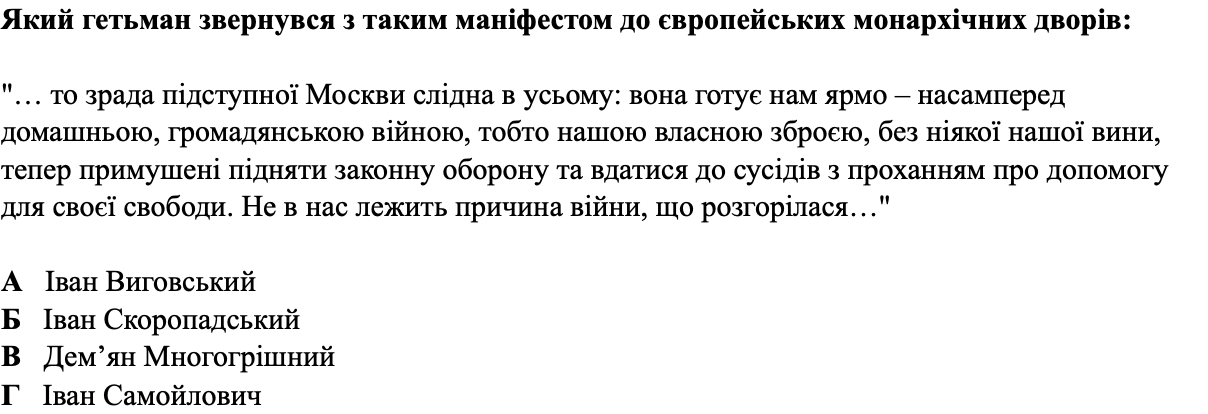 Який гетьман звернувся з таким маніфестом до європейських монархічних дворів:
"… то зрада підступної Москви слідна в усьому: вона готує нам ярмо – насамперед
домашньою, громадянською війною, тобто нашою власною зброєю, без ніякої нашої вини,
тепер примушені підняти законну оборону та вдатися до сусідів з проханням про допомогу
для своєї свободи. Не в нас лежить причина війни, що розгорілася…"
А Іван Виговський
Б Іван Скоропадський
В Дем’ян Многогрішний
Г Іван Самойлович